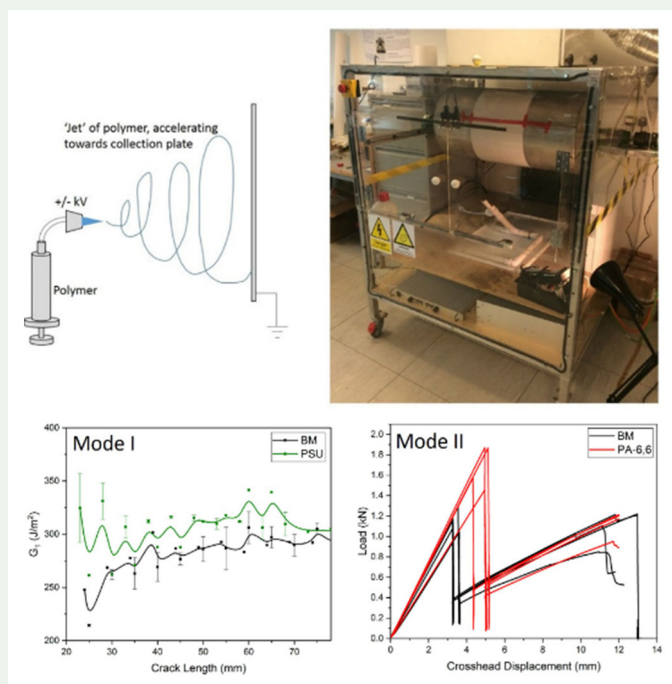 'Jet' of polymer, accelerating
towards collection plate
+/- kV
Polymer
Mode I
BM
PSU
400
350
300
250
200
G_I (J/m²)
20 30 40 50 60 70
Crack Length (mm)
Mode II
BM
PA-6,6
2.0
1.8
1.6
1.4
1.2
1.0
0.8
0.6
0.4
0.2
0.0
Load (kN)
0 2 4 6 8 10 12 14
Crosshead Displacement (mm)